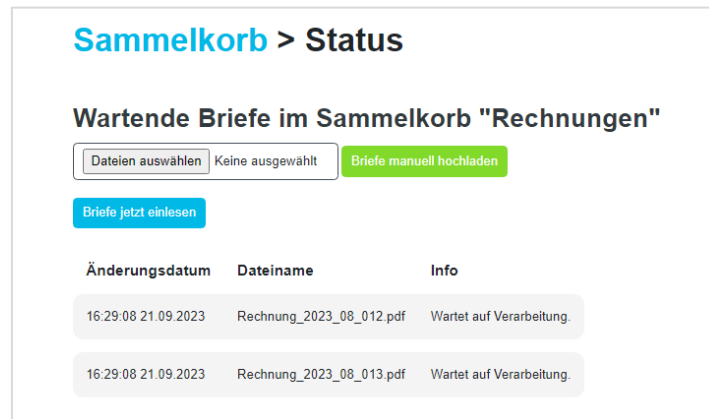 Sammelkorb > Status
Wartende Briefe im Sammelkorb "Rechnungen"
Dateien auswählen Keine ausgewählt Briefe manuell hochladen
Briefe jetzt einlesen
Änderungsdatum Dateiname Info
16:29:08 21.09.2023 Rechnung_2023_08_012.pdf Wartet auf Verarbeitung.
16:29:08 21.09.2023 Rechnung_2023_08_013.pdf Wartet auf Verarbeitung.